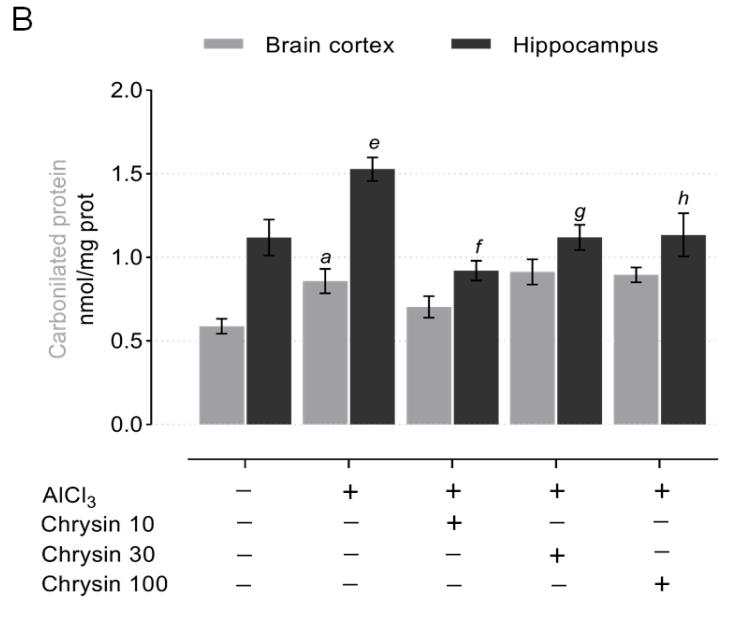 B
Brain cortex Hippocampus
Carbonilated protein
nmol/mg prot
2.0
1.5
1.0
0.5
0.0
a e f g h
AlCl₃ – + + + +
Chrysin 10 – – + – –
Chrysin 30 – – – + –
Chrysin 100 – – – – +